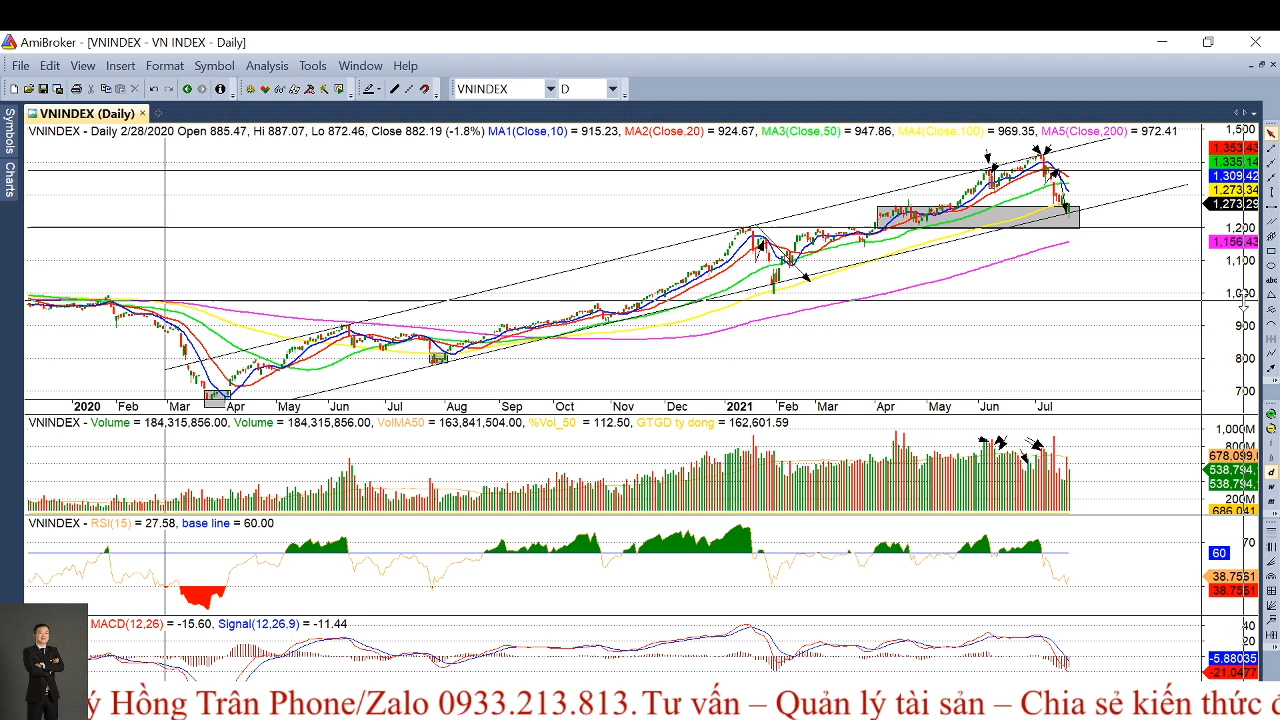 AmiBroker - [VNINDEX - VN INDEX - Daily]
File Edit View Insert Format Symbol Analysis Tools Window Help
VNINDEX D
VNINDEX (Daily)
Symbols
Charts
VNINDEX - Daily 2/28/2020 Open 885.47, Hi 887.07, Lo 872.46, Close 882.19 (-1.8%) MA1(Close,10) = 915.23, MA2(Close,20) = 924.67, MA3(Close,50) = 947.86, MA4(Close,100) = 969.35, MA5(Close,200) = 972.41
1,500
1,353.43
1,335.14
1,309.42
1,273.34
1,273.29
1,200
1,156.43
1,100
900
800
700
2020 Feb Mar Apr May Jun Jul Aug Sep Oct Nov Dec 2021 Feb Mar Apr May Jun Jul
VNINDEX - Volume = 184,315,856.00, Volume = 184,315,856.00, VolMA50 = 163,841,504.00, %Vol_50 = 112.50, GTGD ty dong = 162,601.59
1,000M
800M
678,099,
538,794,
538,794,
200M
686,041
VNINDEX - RSI(15) = 27.58, base line = 60.00
70
60
38.7561
38.7561
MACD(12,26) = -15.60, Signal(12,26,9) = -11.44
40
20
-5.88035
-21.0477
ý Hồng Trân Phone/Zalo 0933.213.813. Tư vấn – Quản lý tài sản – Chia sẻ kiến thức